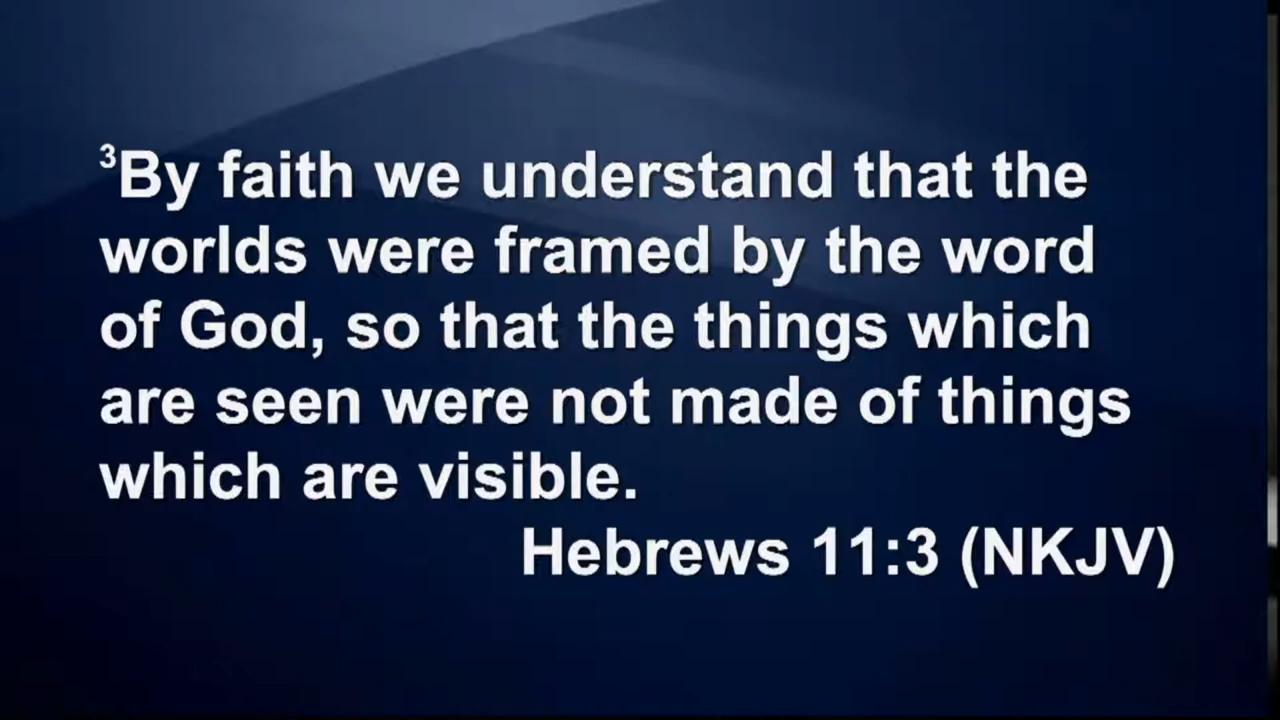 ³By faith we understand that the
worlds were framed by the word
of God, so that the things which
are seen were not made of things
which are visible.
Hebrews 11:3 (NKJV)